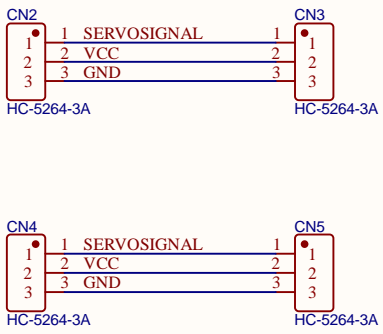 CN2 CN3
1 1 SERVOSIGNAL 1 1
2 2 VCC 2 2
3 3 GND 3 3
HC-5264-3A HC-5264-3A
CN4 CN5
1 1 SERVOSIGNAL 1 1
2 2 VCC 2 2
3 3 GND 3 3
HC-5264-3A HC-5264-3A